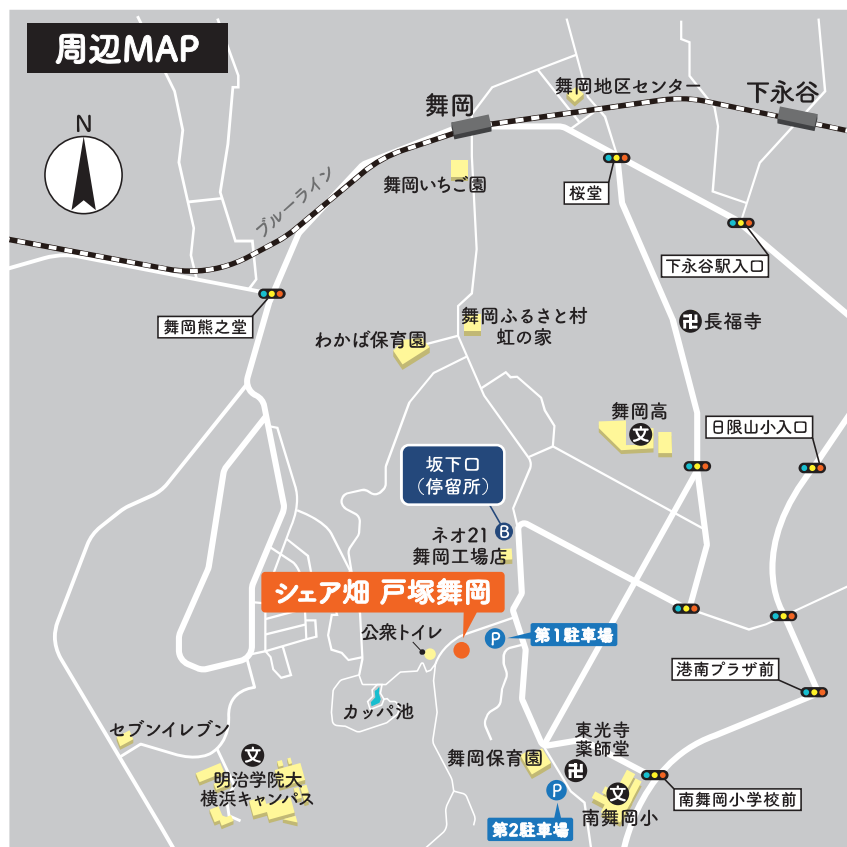 周辺MAP
舞岡地区センター
下永谷
舞岡
N
桜堂
舞岡いちご園
ブルーライン
下永谷駅入口
舞岡熊之堂
長福寺
舞岡ふるさと村
虹の家
わかば保育園
舞岡高
文
日限山小入口
坂下口
（停留所）
B
ネオ21
舞岡工場店
シェア畑 戸塚舞岡
公衆トイレ
P
第1駐車場
港南プラザ前
カッパ池
セブンイレブン
東光寺
薬師堂
舞岡保育園
文
明治学院大
横浜キャンパス
P
文
南舞岡小学校前
南舞岡小
第2駐車場